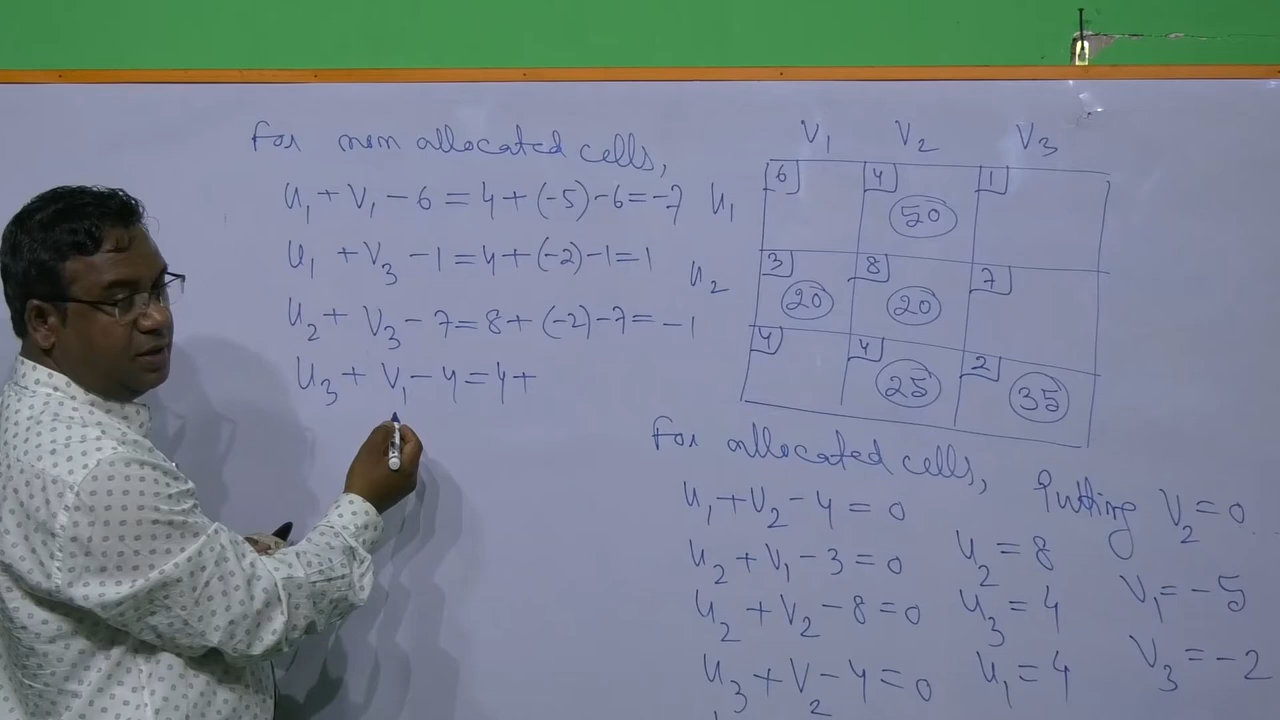 For non allocated cells,
U₁ + V₁ - 6 = 4 + (-5) - 6 = -7
U₁ + V₃ - 1 = 4 + (-2) - 1 = 1
U₂ + V₃ - 7 = 8 + (-2) - 7 = -1
U₃ + V₁ - 4 = 4 +
V₁ V₂ V₃
U₁ 6 4 50 1
U₂ 3 20 8 20 7
4 4 25 2 35
For allocated cells, Putting V₂ = 0
U₁ + V₂ - 4 = 0
U₂ + V₁ - 3 = 0 U₂ = 8
U₂ + V₂ - 8 = 0 U₃ = 4 V₁ = -5
U₃ + V₂ - 4 = 0 U₁ = 4 V₃ = -2